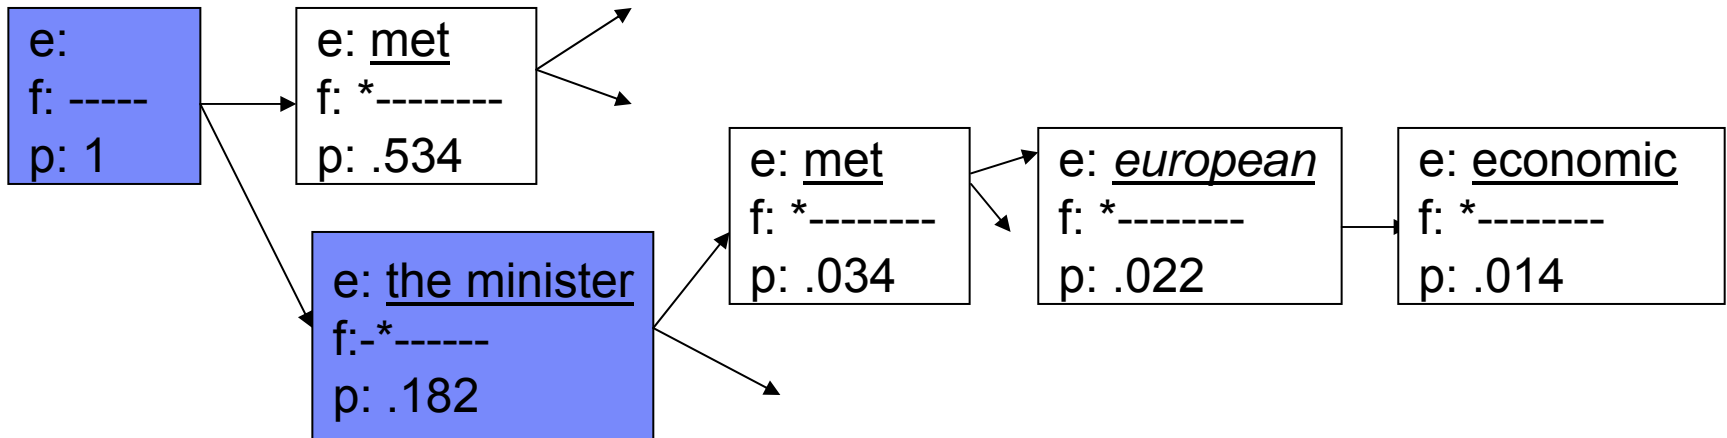 e:
f: -----
p: 1
e: met
f: *--------
p: .534
e: the minister
f:-*------
p: .182
e: met
f: *--------
p: .034
e: european
f: *--------
p: .022
e: economic
f: *--------
p: .014